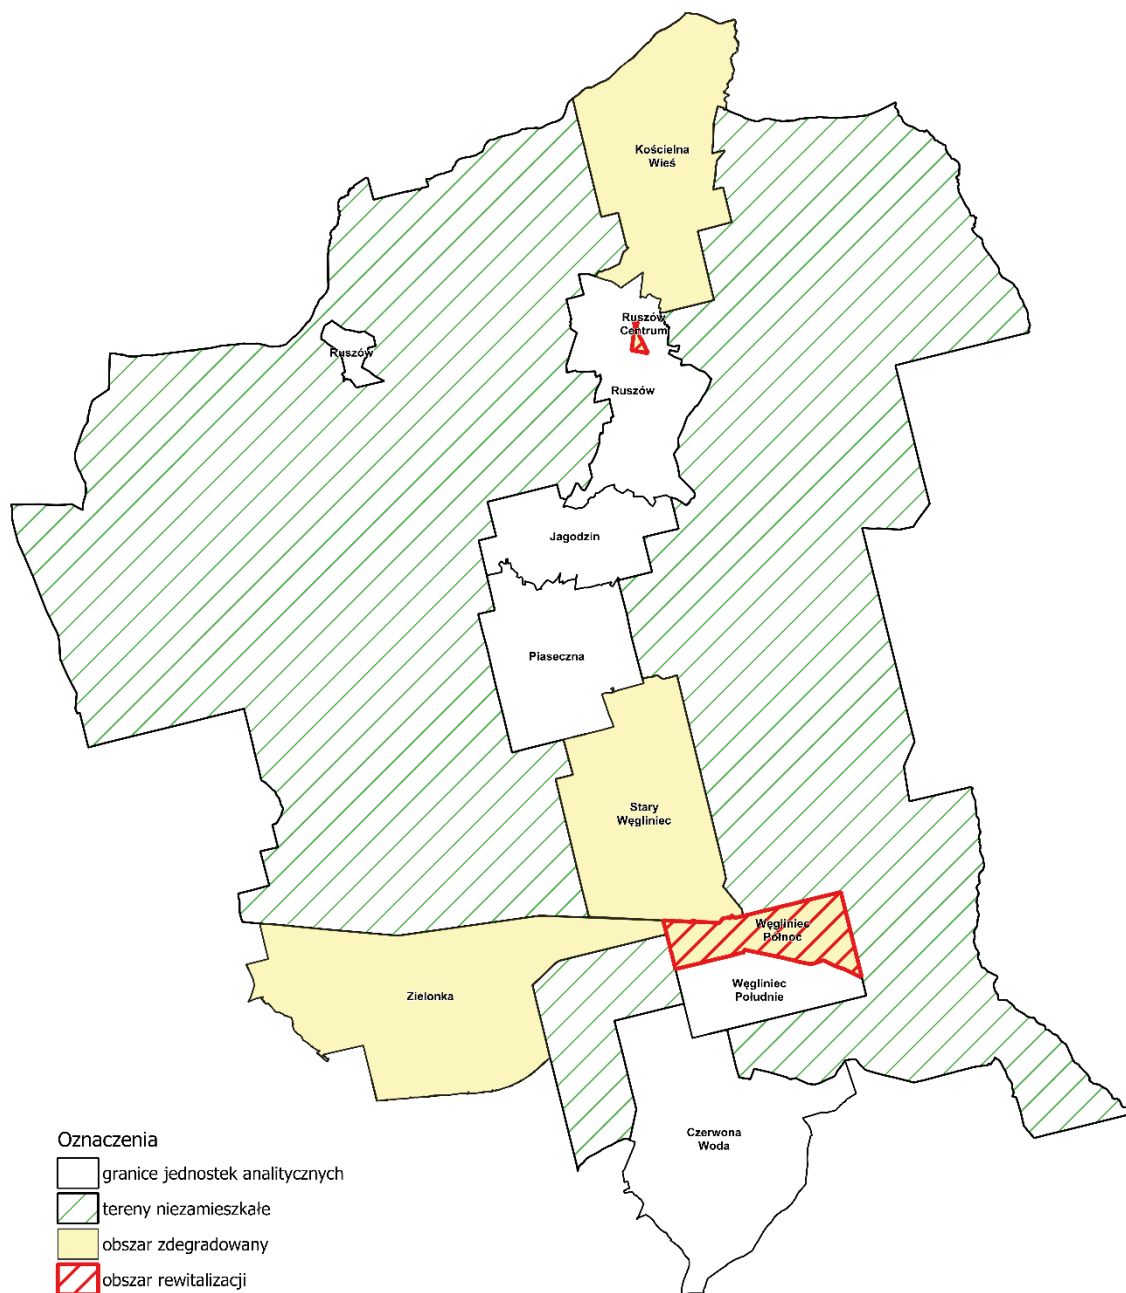 Kościelna
Wieś
Ruszów
Centrum
Ruszów
Ruszów
Jagodzin
Piaseczna
Stary
Węgliniec
Węgliniec
Północ
Węgliniec
Południe
Zielonka
Czerwona
Woda
Oznaczenia
granice jednostek analitycznych
tereny niezamieszkałe
obszar zdegradowany
obszar rewitalizacji